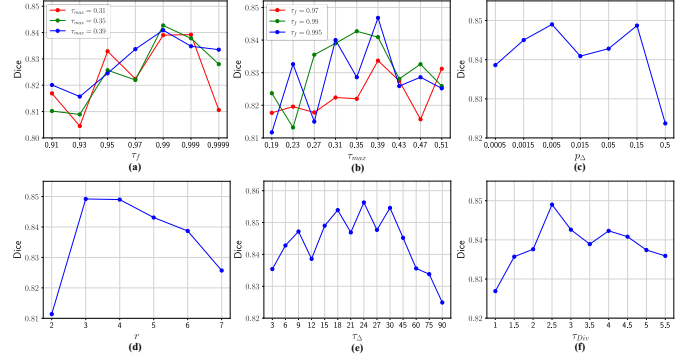 τmax = 0.31
τmax = 0.35
τmax = 0.39
Dice
0.85
0.84
0.83
0.82
0.81
0.80
0.91 0.93 0.95 0.97 0.99 0.999 0.9999
τf
(a)
τf = 0.97
τf = 0.99
τf = 0.995
Dice
0.85
0.84
0.83
0.82
0.81
0.19 0.23 0.27 0.31 0.35 0.39 0.43 0.47 0.51
τmax
(b)
Dice
0.85
0.84
0.83
0.82
0.0005 0.0015 0.005 0.015 0.05 0.15 0.5
pΔ
(c)
Dice
0.85
0.84
0.83
0.82
0.81
2 3 4 5 6 7
r
(d)
Dice
0.86
0.85
0.84
0.83
0.82
3 6 9 12 15 18 21 24 27 30 45 60 75 90
τΔ
(e)
Dice
0.85
0.84
0.83
0.82
1 1.5 2 2.5 3 3.5 4 4.5 5 5.5
τDiv
(f)